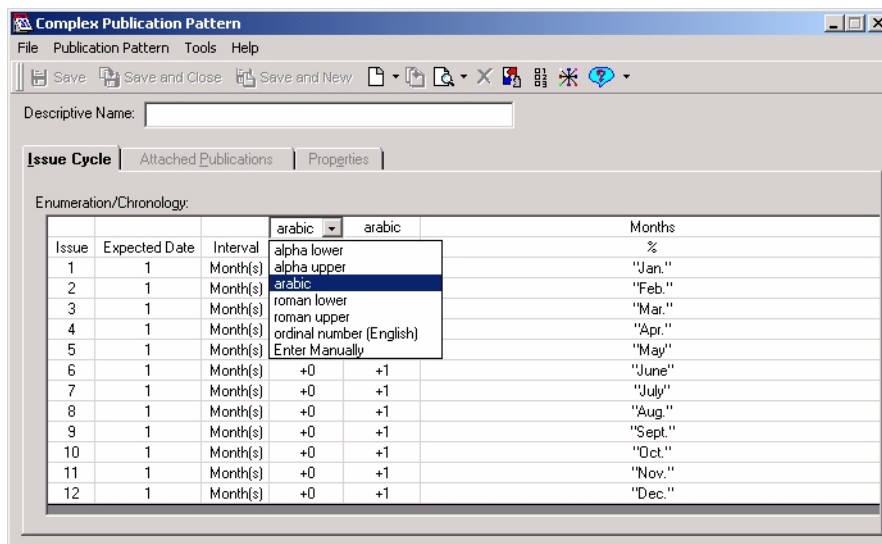 Complex Publication Pattern
File Publication Pattern Tools Help
Save Save and Close Save and New
Descriptive Name:
Issue Cycle Attached Publications Properties
Enumeration/Chronology:
arabic arabic Months
Issue Expected Date Interval alpha lower %
1 1 Month(s) alpha upper "Jan."
2 1 Month(s) arabic "Feb."
3 1 Month(s) roman lower "Mar."
4 1 Month(s) roman upper "Apr."
ordinal number (English)
5 1 Month(s) Enter Manually "May"
6 1 Month(s) +0 +1 "June"
7 1 Month(s) +0 +1 "July"
8 1 Month(s) +0 +1 "Aug."
9 1 Month(s) +0 +1 "Sept."
10 1 Month(s) +0 +1 "Oct."
11 1 Month(s) +0 +1 "Nov."
12 1 Month(s) +0 +1 "Dec."